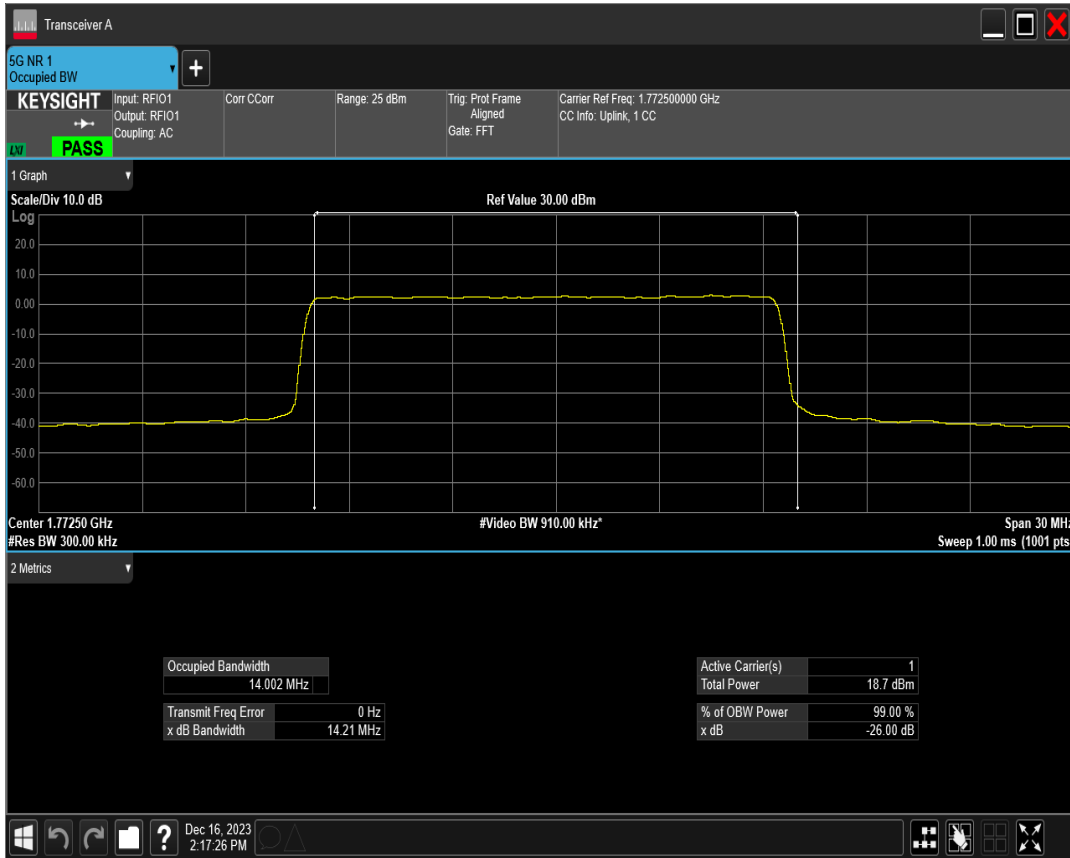 Transceiver A
5G NR 1
Occupied BW
KEYSIGHT
LXI
PASS
Input: RFIO1
Output: RFIO1
Coupling: AC
Corr CCorr
Range: 25 dBm
Trig: Prot Frame
Aligned
Gate: FFT
Carrier Ref Freq: 1.772500000 GHz
CC Info: Uplink, 1 CC
1 Graph
Scale/Div 10.0 dB
Ref Value 30.00 dBm
Log
20.0
10.0
0.00
-10.0
-20.0
-30.0
-40.0
-50.0
-60.0
Center 1.77250 GHz
#Video BW 910.00 kHz*
Span 30 MHz
#Res BW 300.00 kHz
Sweep 1.00 ms (1001 pts
2 Metrics
Occupied Bandwidth
14.002 MHz
Transmit Freq Error 0 Hz
x dB Bandwidth 14.21 MHz
Active Carrier(s) 1
Total Power 18.7 dBm
% of OBW Power 99.00 %
x dB -26.00 dB
?
Dec 16, 2023
2:17:26 PM